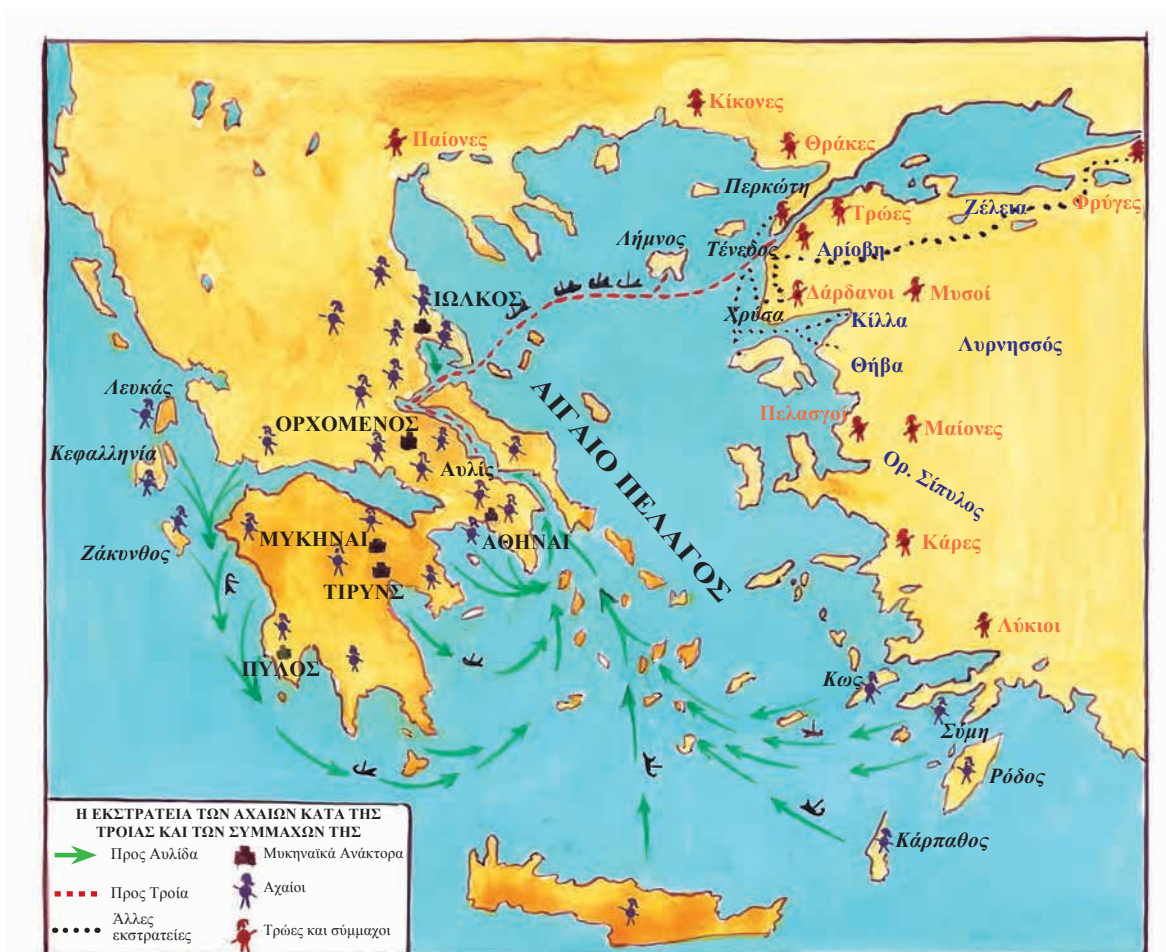 Κίκονες
Παίονες
Θράκες
Περκώτη
Ζέλεια
Φρύγες
Τρώες
Λήμνος
Τένεδος
Αρίοβη
ΙΩΛΚΟΣ
Δάρδανοι
Μυσοί
Χρύσα
Κίλλα
Λυρνησσός
Θήβα
Λευκάς
ΑΙΓΑΙΟ ΠΕΛΑΓΟΣ
Πελασγοί
Μαίονες
ΟΡΧΟΜΕΝΟΣ
Κεφαλληνία
Αυλίς
Ορ. Σίπυλος
ΜΥΚΗΝΑΙ
ΑΘΗΝΑΙ
Κάρες
Ζάκυνθος
ΤΙΡΥΝΣ
Λύκιοι
ΠΥΛΟΣ
Κως
Σύμη
Ρόδος
Κάρπαθος
Η ΕΚΣΤΡΑΤΕΙΑ ΤΩΝ ΑΧΑΙΩΝ ΚΑΤΑ ΤΗΣ
ΤΡΟΙΑΣ ΚΑΙ ΤΩΝ ΣΥΜΜΑΧΩΝ ΤΗΣ
Προς Αυλίδα
Μυκηναϊκά Ανάκτορα
Προς Τροία
Αχαίοι
Άλλες
εκστρατείες
Τρώες και σύμμαχοι